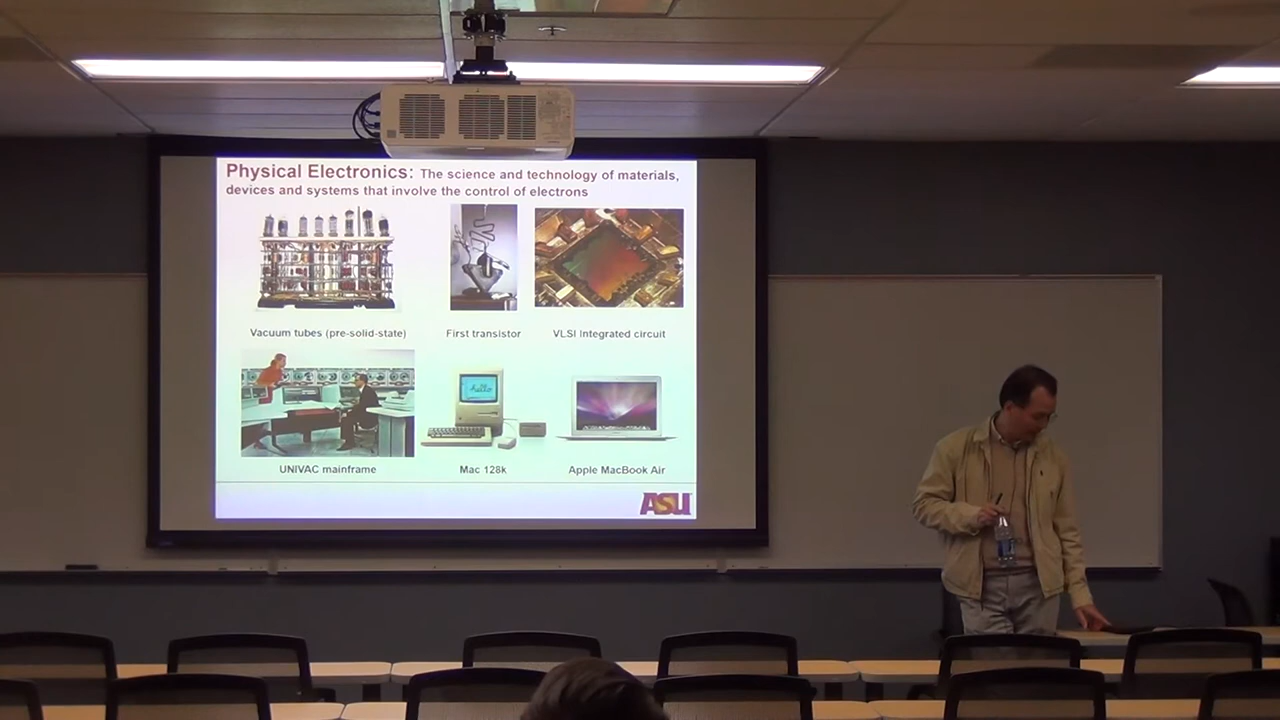 Physical Electronics: The science and technology of materials,
devices and systems that involve the control of electrons
Vacuum tubes (pre-solid-state)
First transistor
VLSI Integrated circuit
hello
UNIVAC mainframe
Mac 128k
Apple MacBook Air
ASU